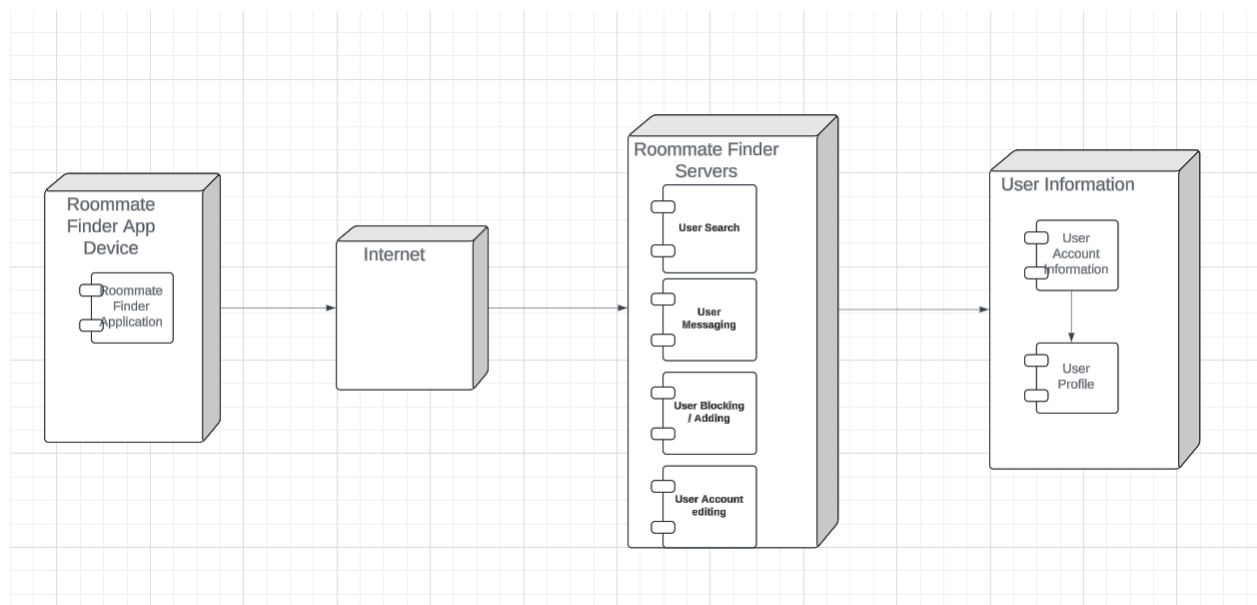 Roommate
Finder App
Device
Roommate
Finder
Application
Internet
Roommate Finder
Servers
User Search
User
Messaging
User Blocking
/ Adding
User Account
editing
User Information
User
Account
Information
User
Profile